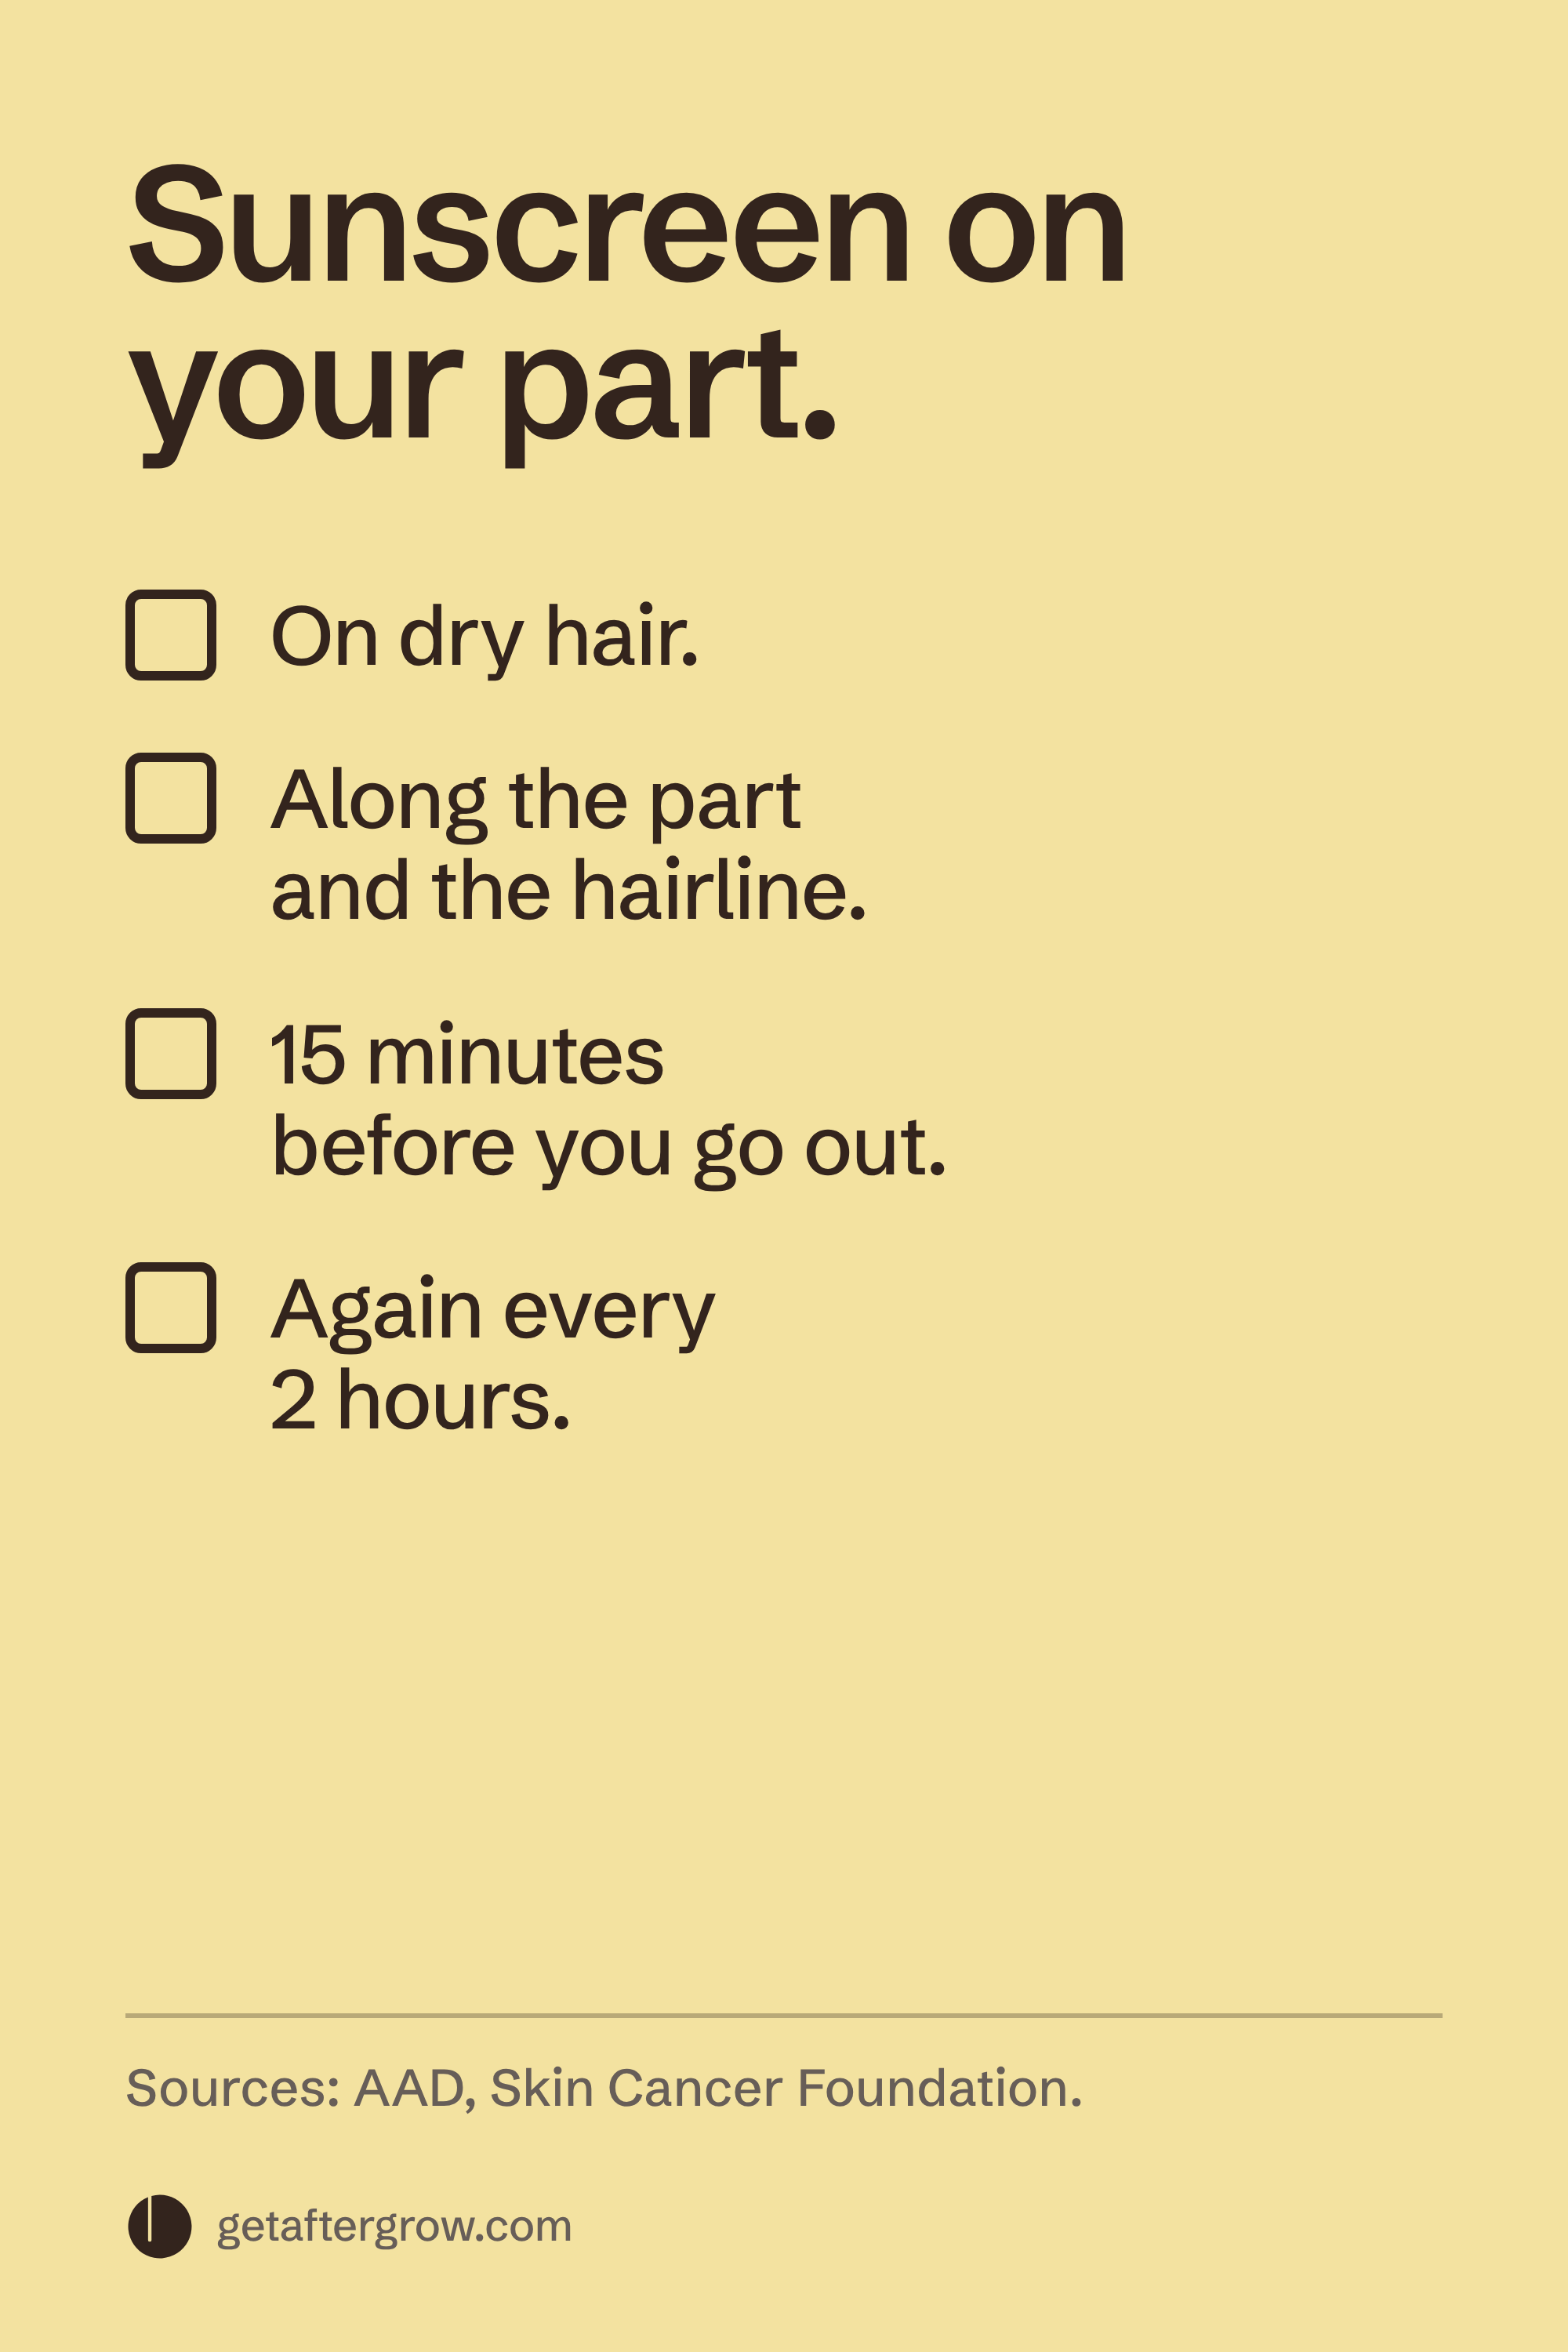 Sunscreen on
your part.
On dry hair.
Along the part
and the hairline.
15 minutes
before you go out.
Again every
2 hours.
Sources: AAD, Skin Cancer Foundation.
getaftergrow.com